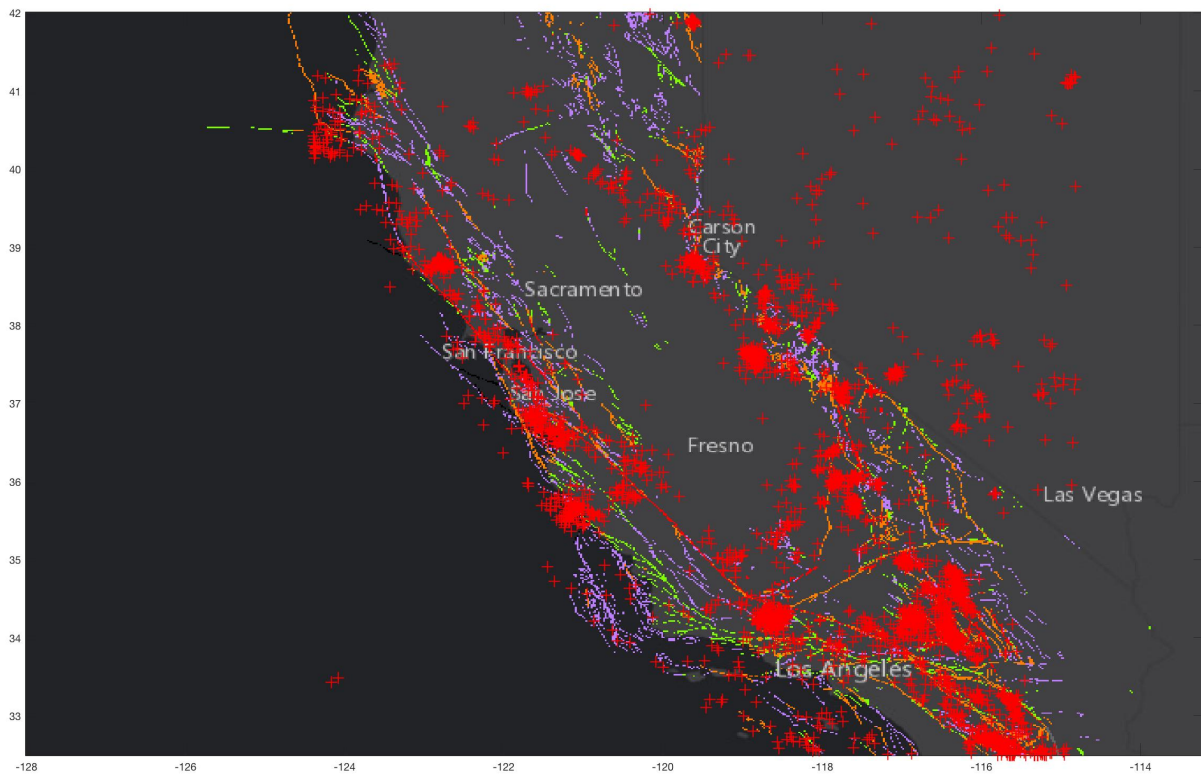 42
41
40
39
38
37
36
35
34
33
Carson
City
Sacramento
San Francisco
San Jose
Fresno
Las Vegas
Los Angeles
-128
-126
-124
-122
-120
-118
-116
-114